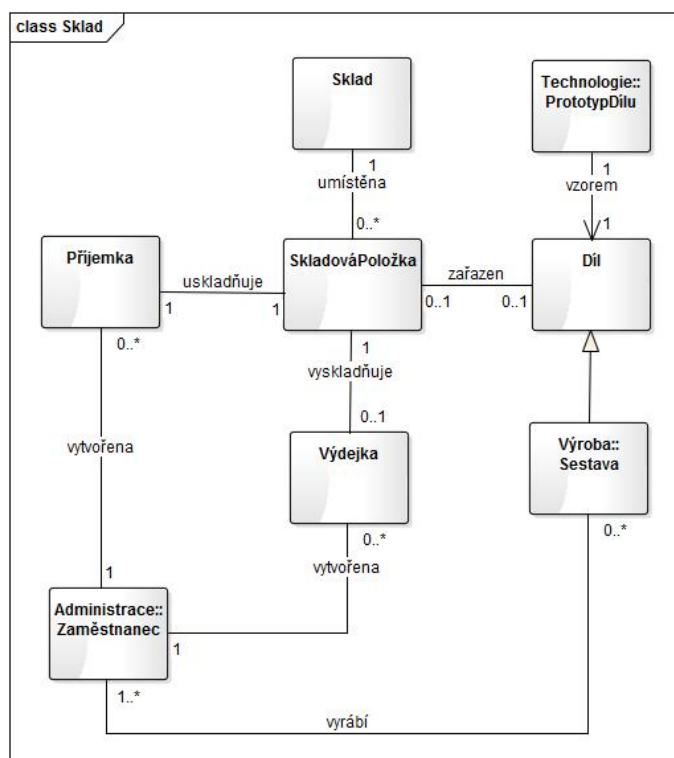 class Sklad
Sklad
Technologie::
PrototypDílu
1
umístěna
0..*
1
vzorem
1
Příjemka
SkladováPoložka
Díl
uskladňuje
1
1
zařazen
0..1
0..1
0..*
1
vyskladňuje
0..1
vytvořena
Výdejka
Výroba::
Sestava
0..*
0..*
vytvořena
1
Administrace::
Zaměstnanec
1
1..*
vyrábí